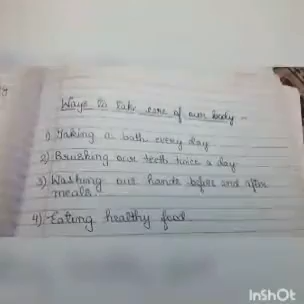 Ways to take care of our body -
1) Taking a bath every day
2) Brushing our teeth twice a day
3) Washing our hands before and after
meals
4) Eating healthy food
InShOt